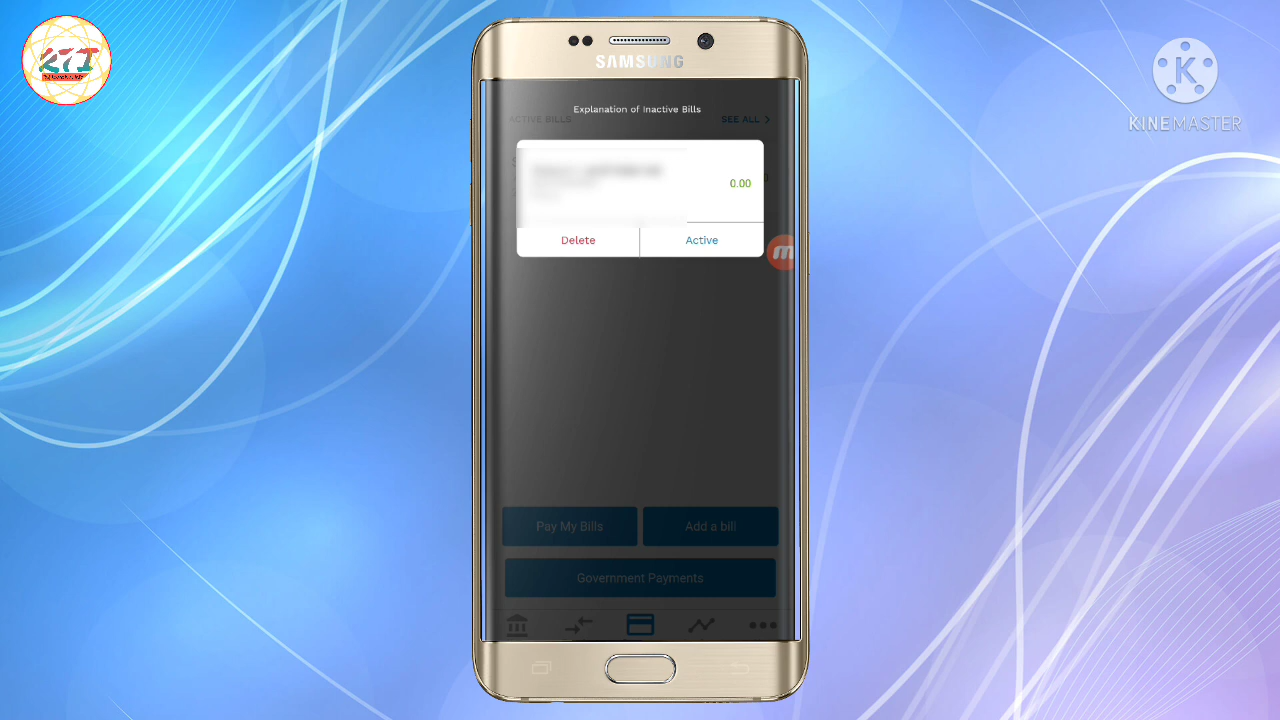 KTI
SAMSUNG
K
KINEMASTER
Explanation of Inactive Bills
ACTIVE BILLS
SEE ALL
0.00
Delete
Active
m
Pay My Bills
Add a bill
Government Payments